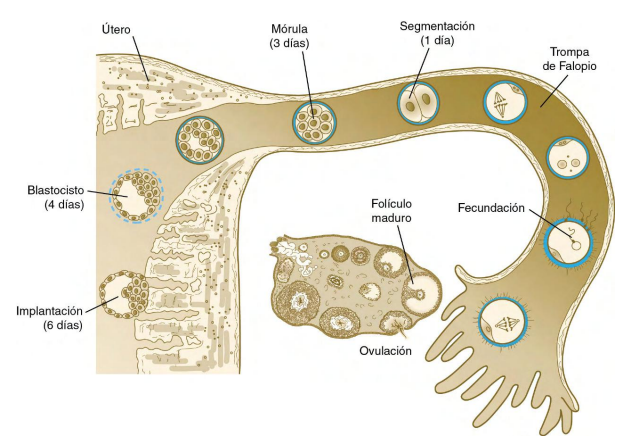 Útero
Mórula
(3 días)
Segmentación
(1 día)
Trompa
de Falopio
Blastocisto
(4 días)
Folículo
maduro
Fecundación
Implantación
(6 días)
Ovulación